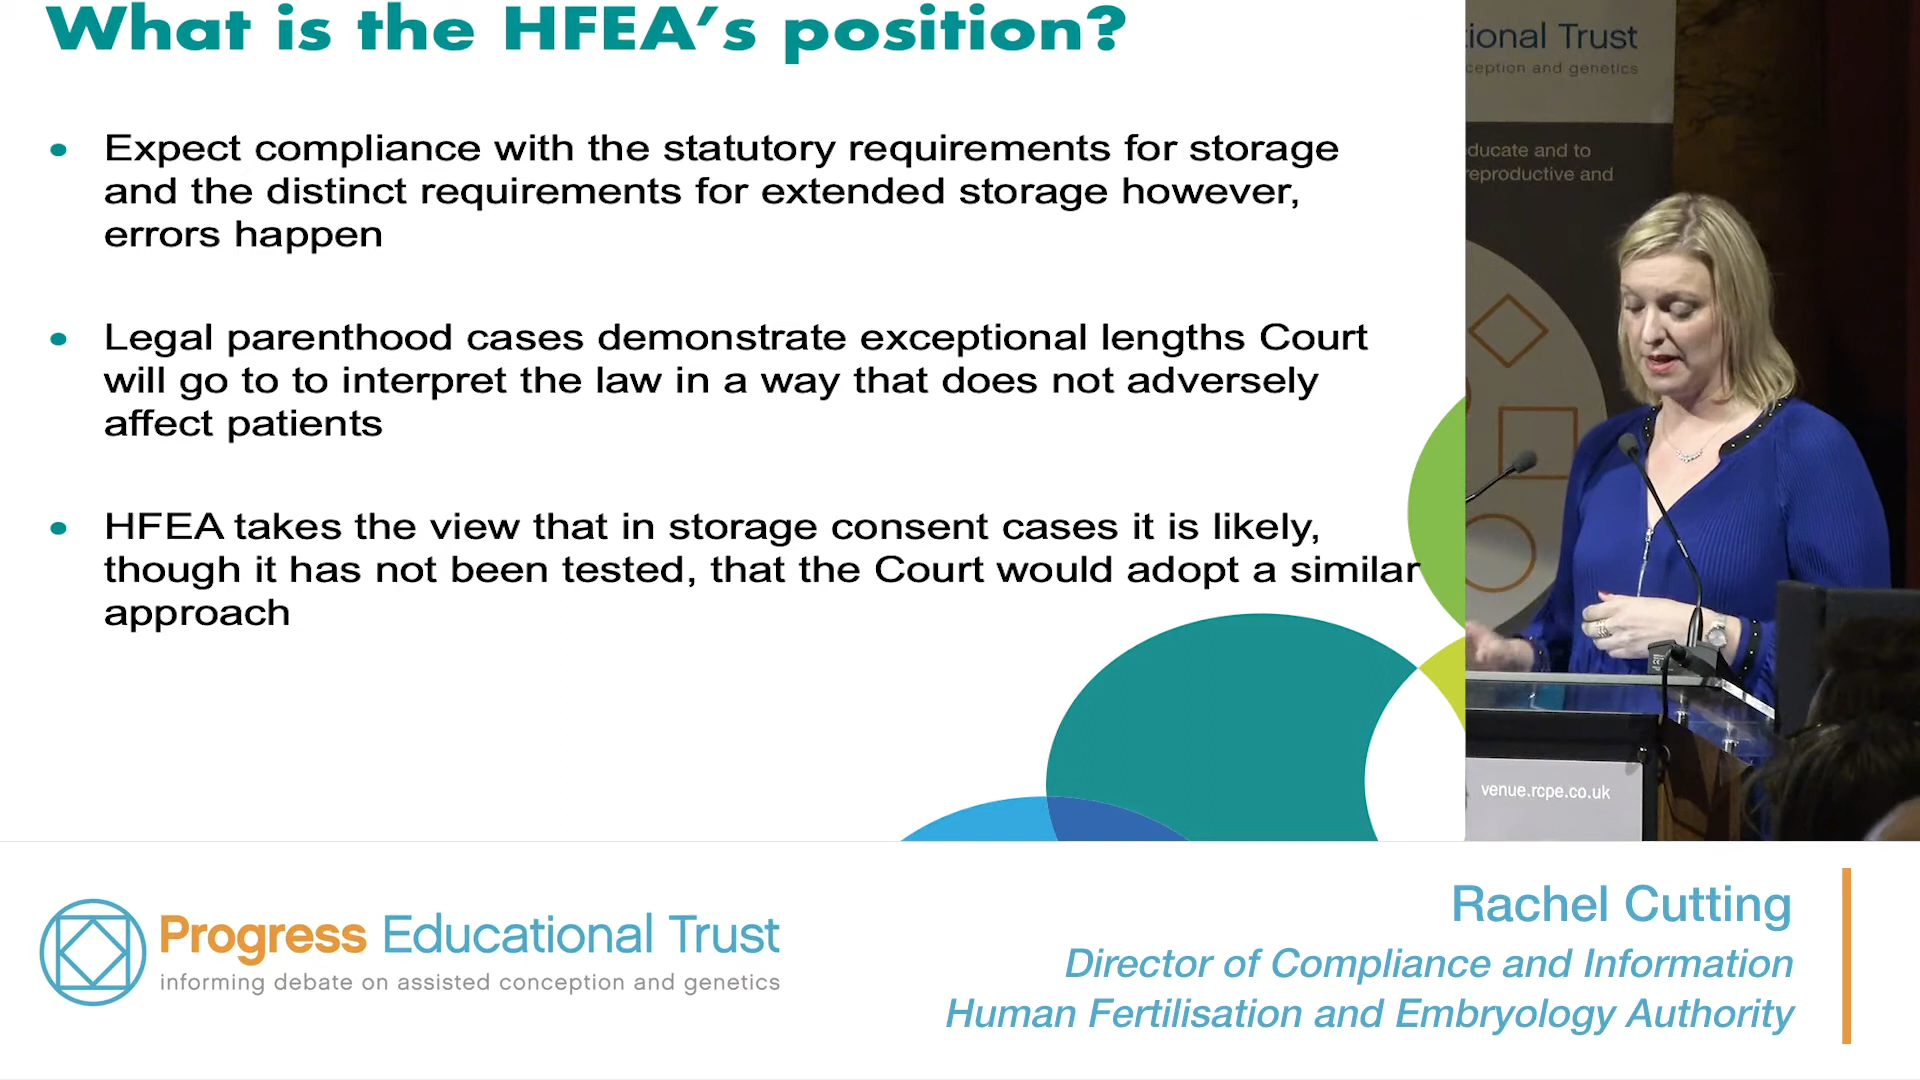 What is the HFEA’s position?
• Expect compliance with the statutory requirements for storage
and the distinct requirements for extended storage however,
errors happen
• Legal parenthood cases demonstrate exceptional lengths Court
will go to to interpret the law in a way that does not adversely
affect patients
• HFEA takes the view that in storage consent cases it is likely,
though it has not been tested, that the Court would adopt a similar
approach
tional Trust
ception and genetics
ducate and to
reproductive and
venue.rcpe.co.uk
Progress Educational Trust
informing debate on assisted conception and genetics
Rachel Cutting
Director of Compliance and Information
Human Fertilisation and Embryology Authority